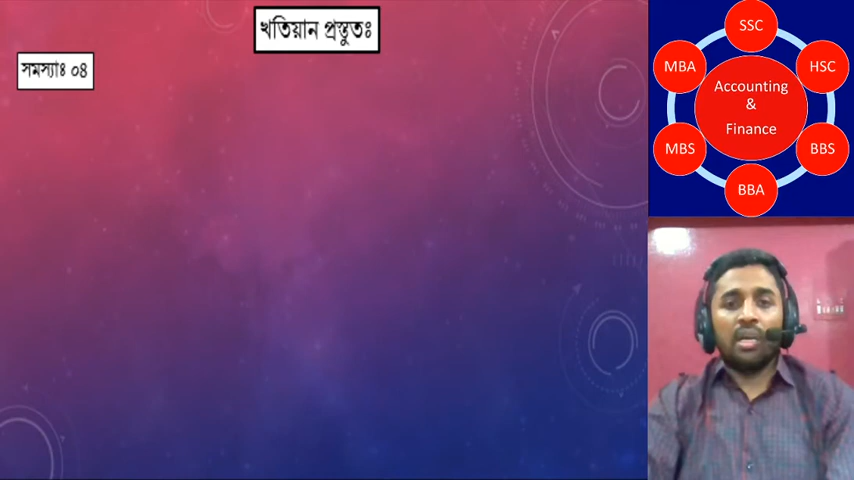 খতিয়ান প্রস্তুতঃ
সমস্যাঃ ০৪
SSC
MBA
HSC
Accounting
&
Finance
MBS
BBS
BBA